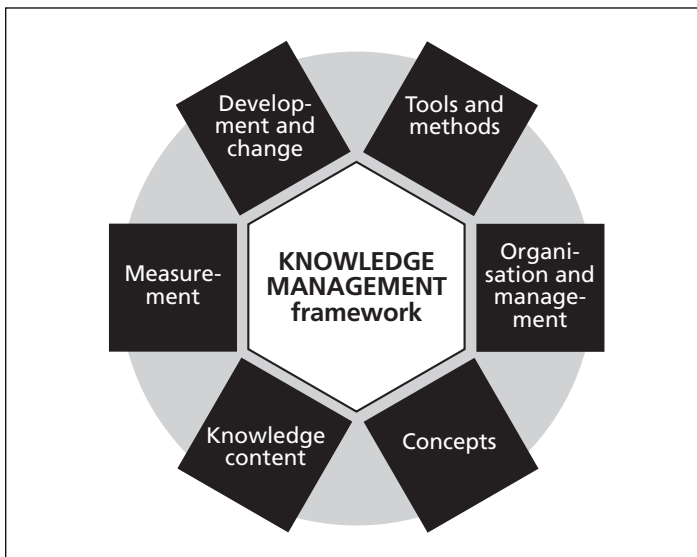 Develop-
ment and
change
Tools and
methods
Measure-
ment
KNOWLEDGE
MANAGEMENT
framework
Organi-
sation and
manage-
ment
Knowledge
content
Concepts